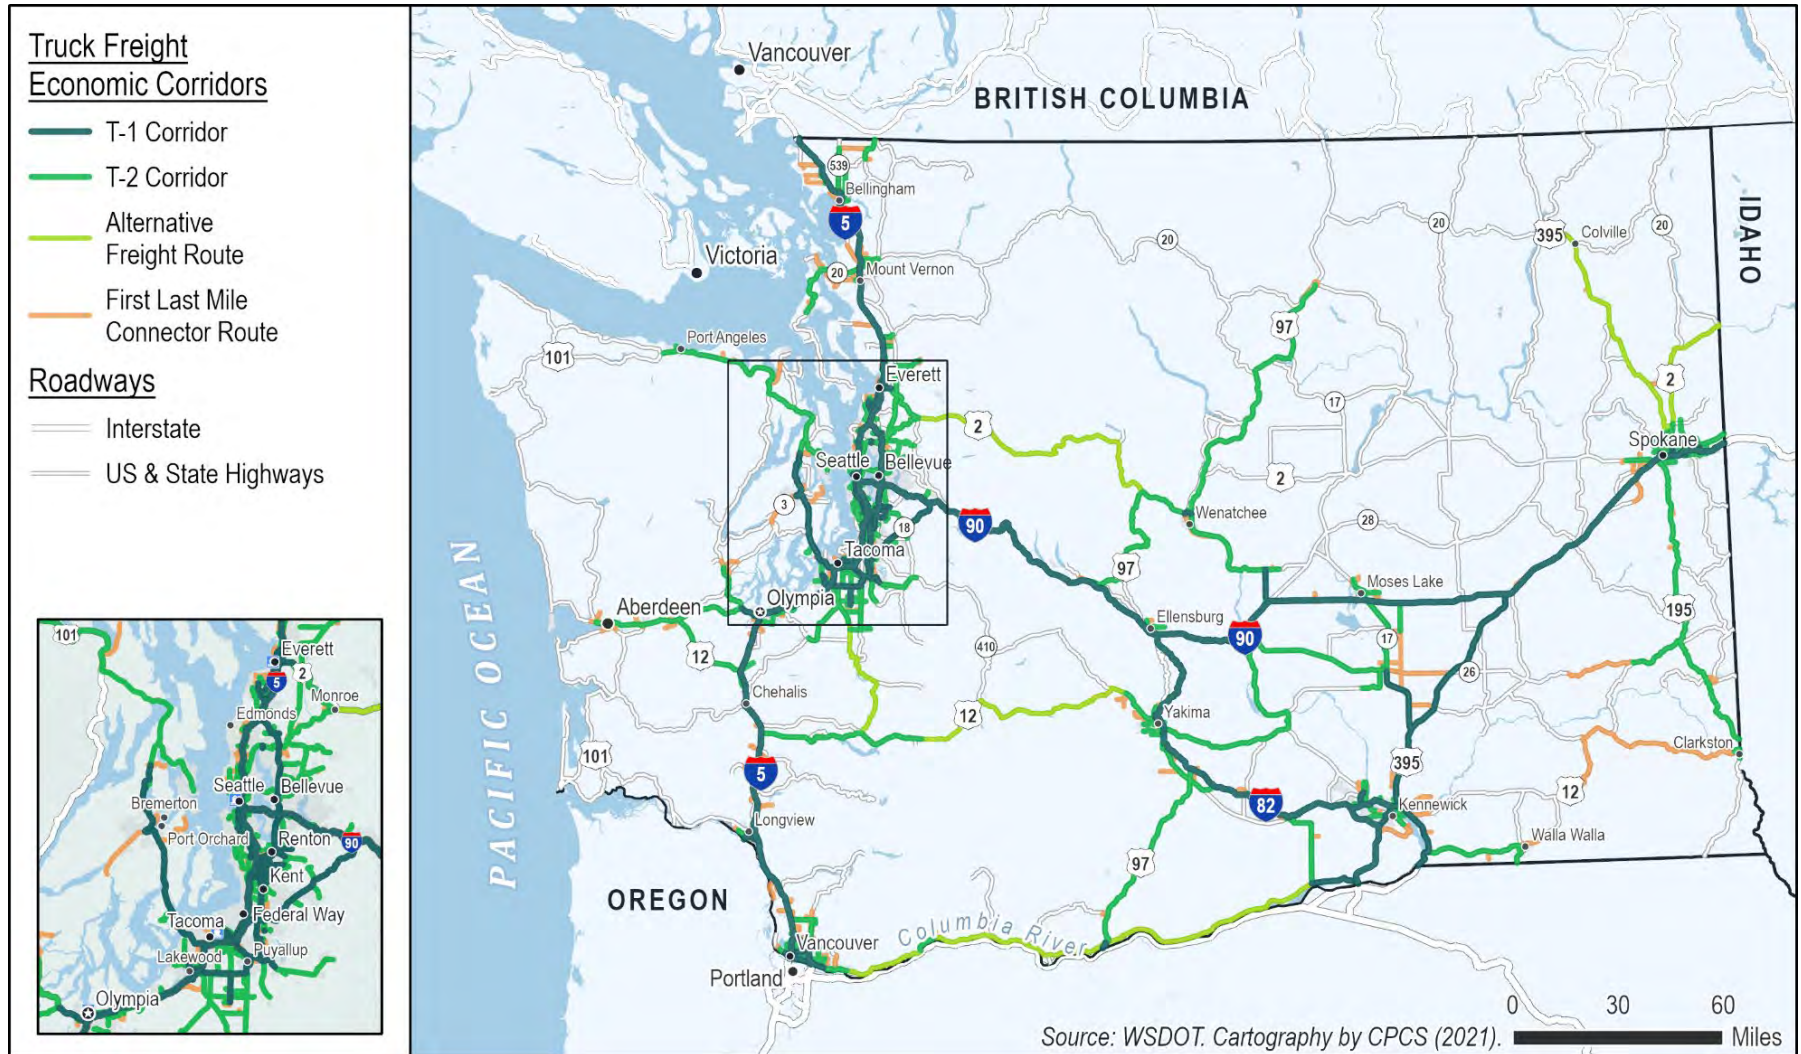 Truck Freight
Economic Corridors
T-1 Corridor
T-2 Corridor
Alternative
Freight Route
First Last Mile
Connector Route
Roadways
Interstate
US & State Highways
101
Everett
5
2
Monroe
Edmonds
Seattle
Bellevue
Bremerton
Port Orchard
90
Renton
Kent
Tacoma
Federal Way
Lakewood
Puyallup
Olympia
Vancouver
BRITISH COLUMBIA
IDAHO
539
Bellingham
5
Victoria
20
Mount Vernon
20
20
395
Colville
20
Port Angeles
101
97
Everett
2
17
2
Spokane
Seattle
Bellevue
2
3
18
90
Wenatchee
28
Tacoma
97
Moses Lake
Aberdeen
Olympia
Ellensburg
90
17
195
12
410
26
Chehalis
12
Yakima
Clarkston
101
5
395
12
82
Kennewick
Longview
Walla Walla
97
PACIFIC OCEAN
OREGON
Columbia River
Vancouver
Portland
0 30 60
Miles
Source: WSDOT. Cartography by CPCS (2021).